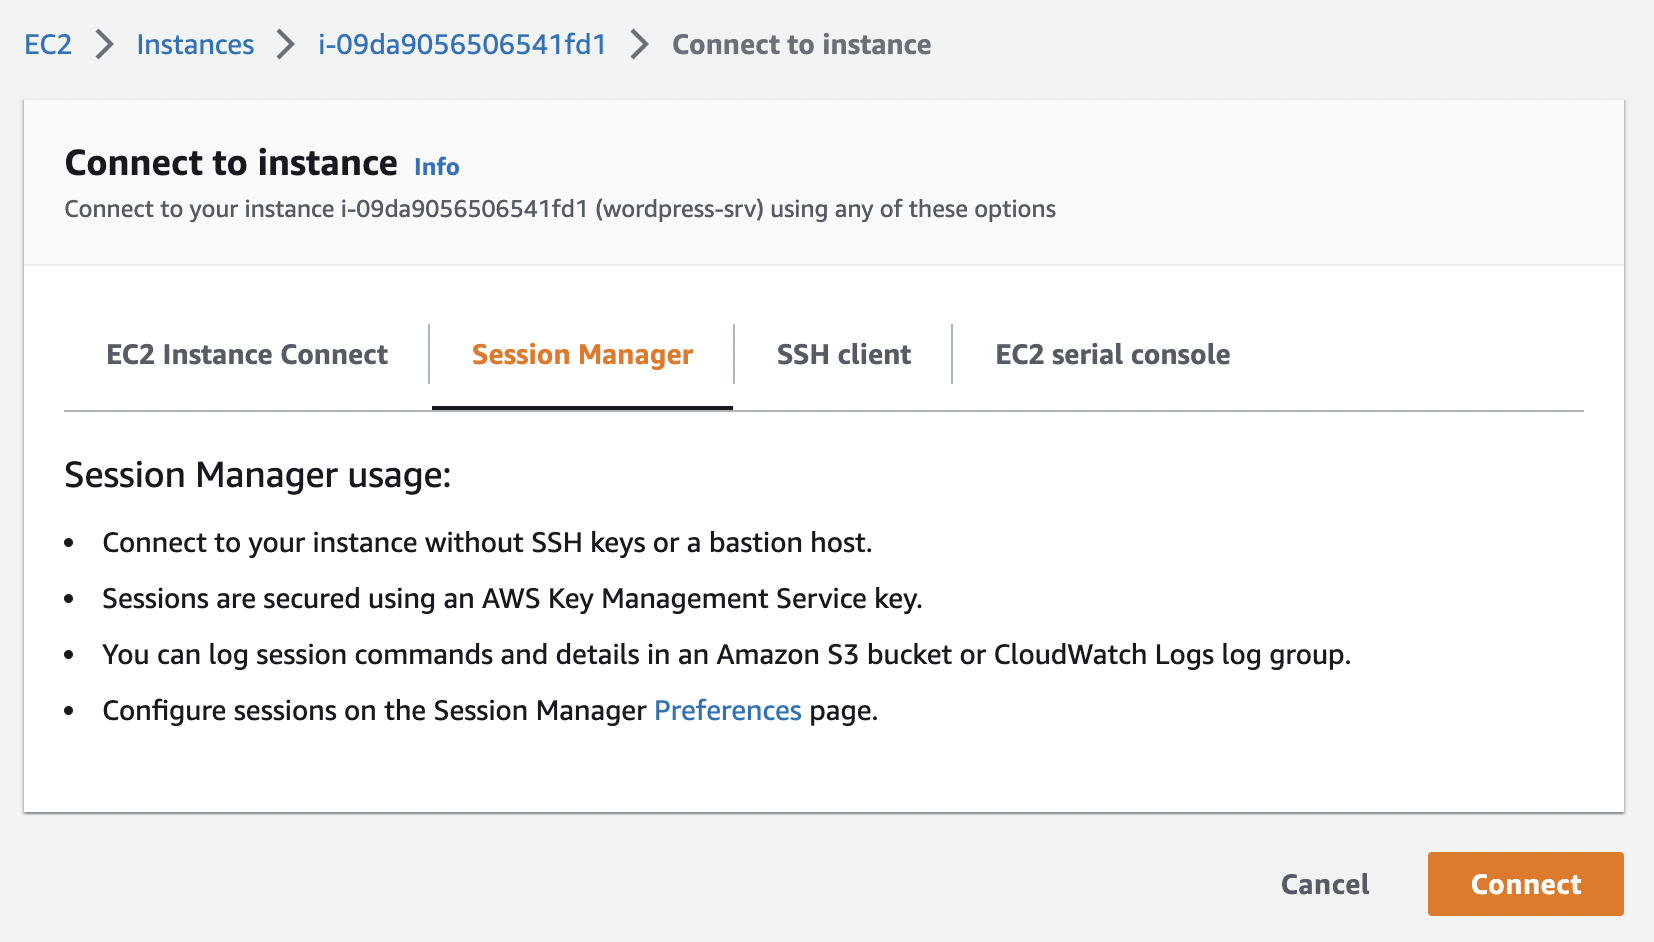 EC2 > Instances > i-09da9056506541fd1 > Connect to instance
Connect to instance Info
Connect to your instance i-09da9056506541fd1 (wordpress-srv) using any of these options
EC2 Instance Connect Session Manager SSH client EC2 serial console
Session Manager usage:
• Connect to your instance without SSH keys or a bastion host.
• Sessions are secured using an AWS Key Management Service key.
• You can log session commands and details in an Amazon S3 bucket or CloudWatch Logs log group.
• Configure sessions on the Session Manager Preferences page.
Cancel Connect